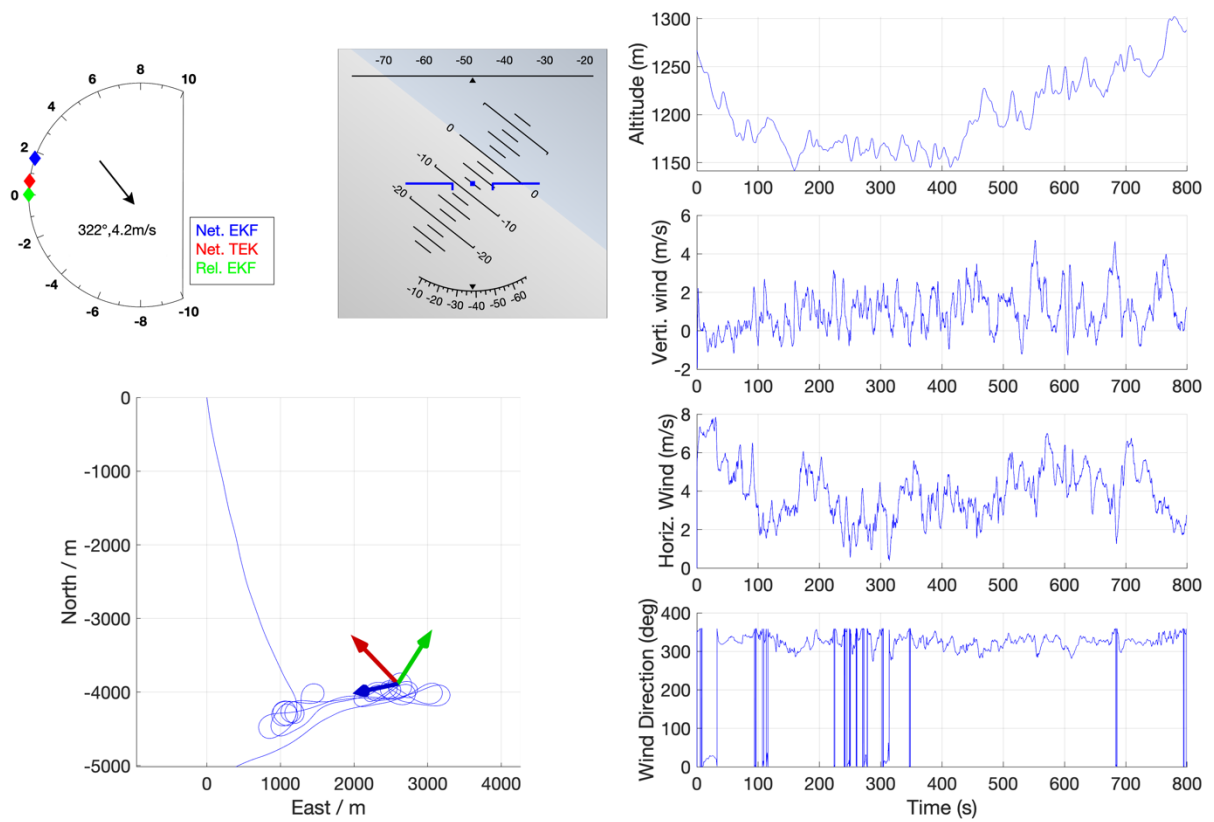 8
6
10
4
2
0
-2
-4
-6
-8
-10
322°,4.2m/s
Net. EKF
Net. TEK
Rel. EKF
-70 -60 -50 -40 -30 -20
0
-10
0
-20
-10
-20
-10 -20 -30 -40 -50 -60
Altitude (m)
1300
1250
1200
1150
0 100 200 300 400 500 600 700 800
Verti. wind (m/s)
6
4
2
0
-2
0 100 200 300 400 500 600 700 800
Horiz. Wind (m/s)
8
6
4
2
0
0 100 200 300 400 500 600 700 800
Wind Direction (deg)
400
300
200
100
0
0 100 200 300 400 500 600 700 800
Time (s)
North / m
0
-1000
-2000
-3000
-4000
-5000
0 1000 2000 3000 4000
East / m